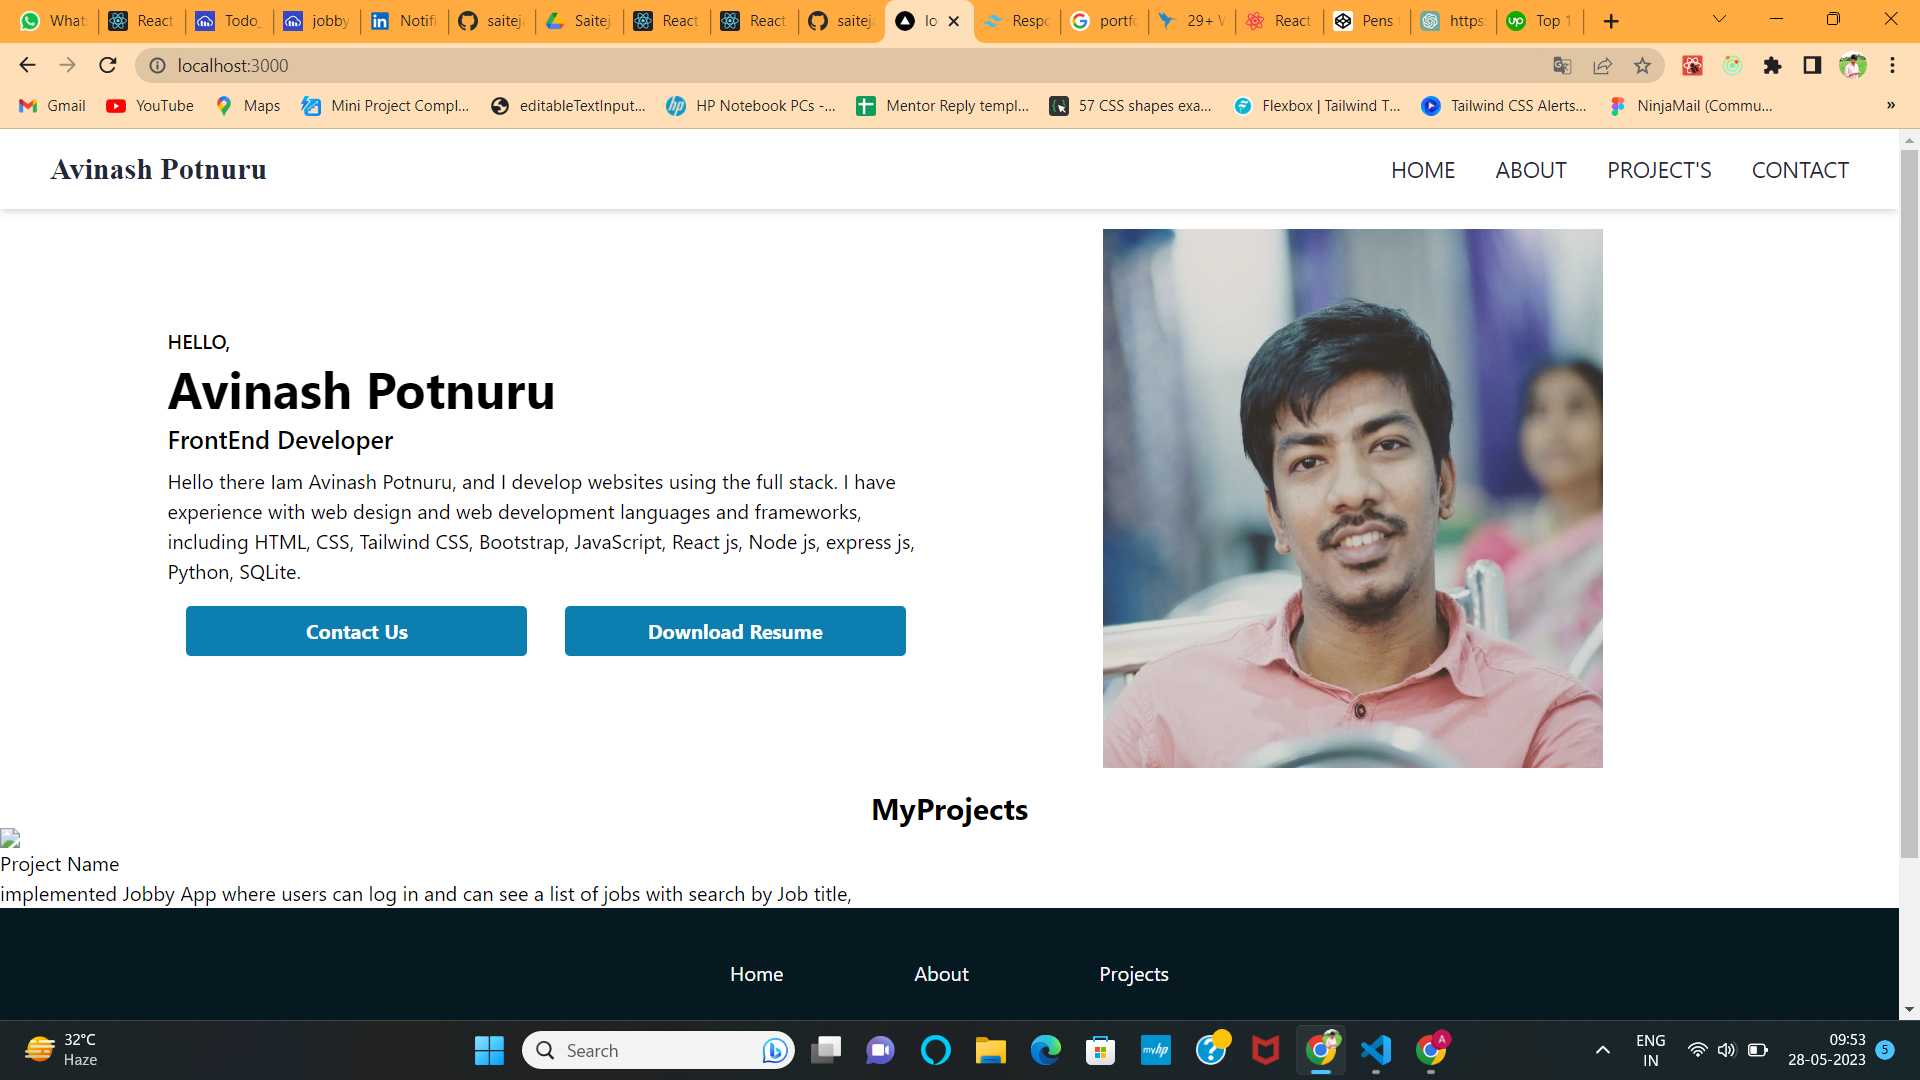 What
React
Todo_
jobby
Notifi
saitej
Saitej
React
React
saitej
lo
Respo
portfo
29+ V
React
Pens
https:
Top 1
localhost:3000
Gmail
YouTube
Maps
Mini Project Compl...
editableTextInput...
HP Notebook PCs -...
Mentor Reply templ...
57 CSS shapes exa...
Flexbox | Tailwind T...
Tailwind CSS Alerts...
NinjaMail (Commu...
»
Avinash Potnuru
HOME
ABOUT
PROJECT'S
CONTACT
HELLO,
Avinash Potnuru
FrontEnd Developer
Hello there Iam Avinash Potnuru, and I develop websites using the full stack. I have
experience with web design and web development languages and frameworks,
including HTML, CSS, Tailwind CSS, Bootstrap, JavaScript, React js, Node js, express js,
Python, SQLite.
Contact Us
Download Resume
MyProjects
Project Name
implemented Jobby App where users can log in and can see a list of jobs with search by Job title,
Home
About
Projects
32°C
Haze
Search
myhp
A
ENG
IN
09:53
28-05-2023
5